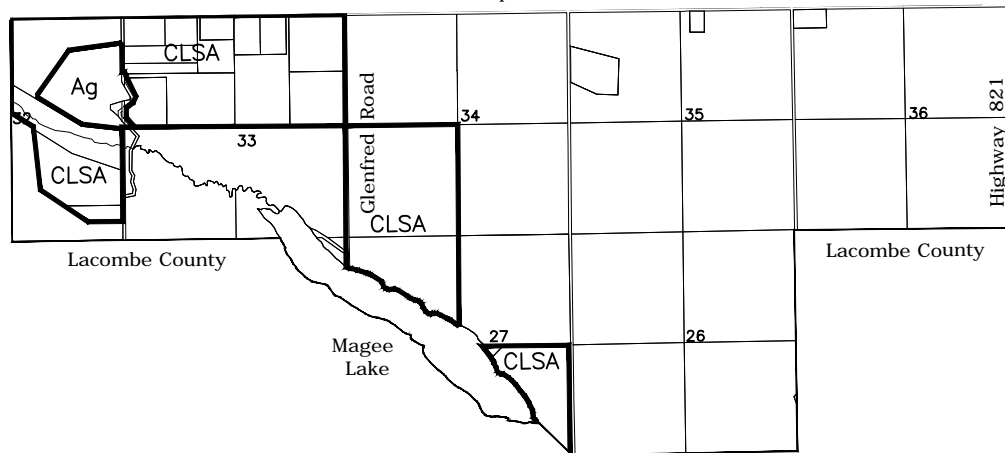 CLSA
Ag
32
33
CLSA
Glenfred Road
34
CLSA
35
36
Highway 821
Lacombe County
Lacombe County
Magee
Lake
27
CLSA
26